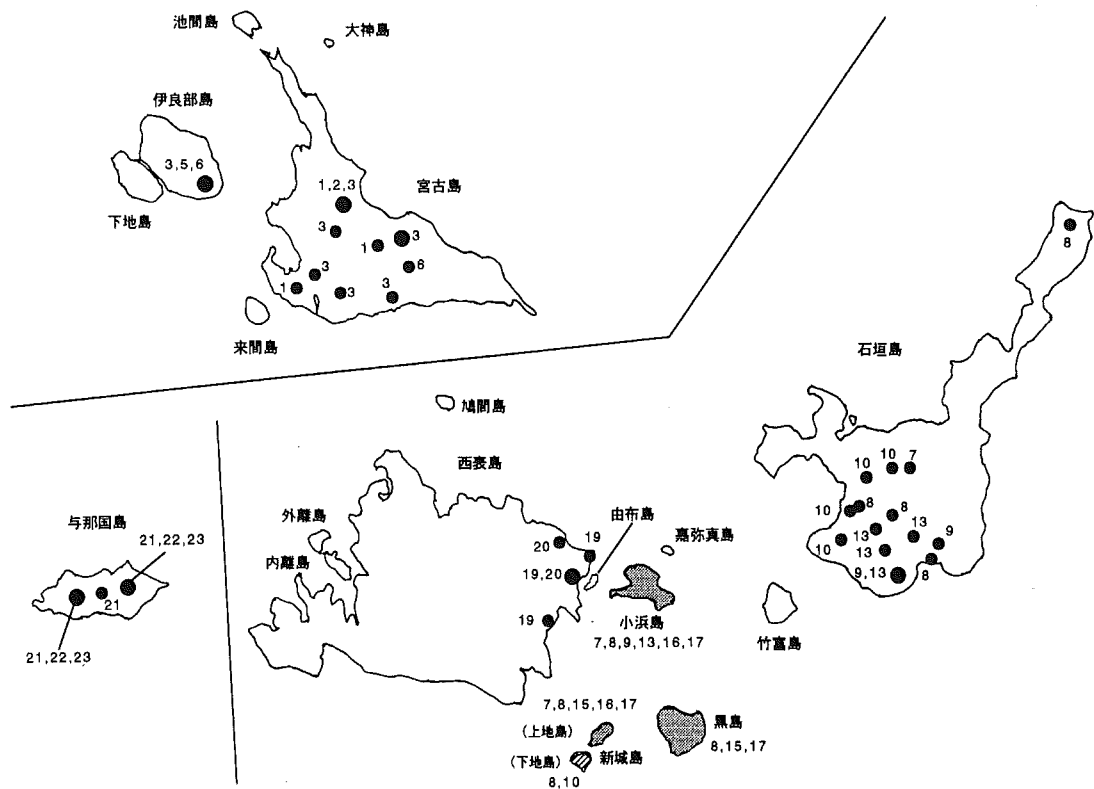 池間島
大神島
伊良部島
3,5,6
下地島
1,2,3
宮古島
3
1
3
6
3
1
3
3
来間島
8
石垣島
鳩間島
西表島
10
10
7
10
8
8
13
13
9
10
13
9,13
8
竹富島
外離島
内離島
由布島
嘉弥真島
20
19
19,20
19
小浜島
7,8,9,13,16,17
与那国島
21,22,23
21
21,22,23
7,8,15,16,17
(上地島)
(下地島)
新城島
8,10
黒島
8,15,17